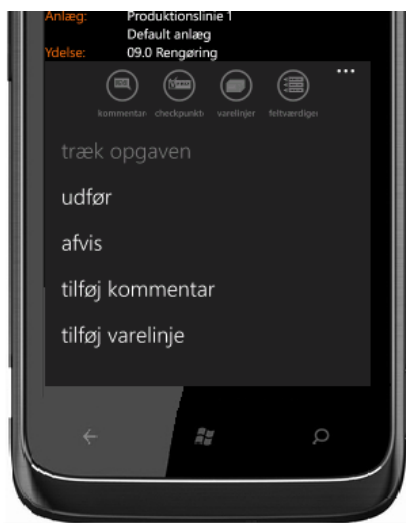 Anlæg: Produktionslinie 1
Default anlæg
Ydelse: 09.0 Rengøring
kommentar checkpunkt varelinjer feltværdiger
træk opgaven
udfør
afvis
tilføj kommentar
tilføj varelinje